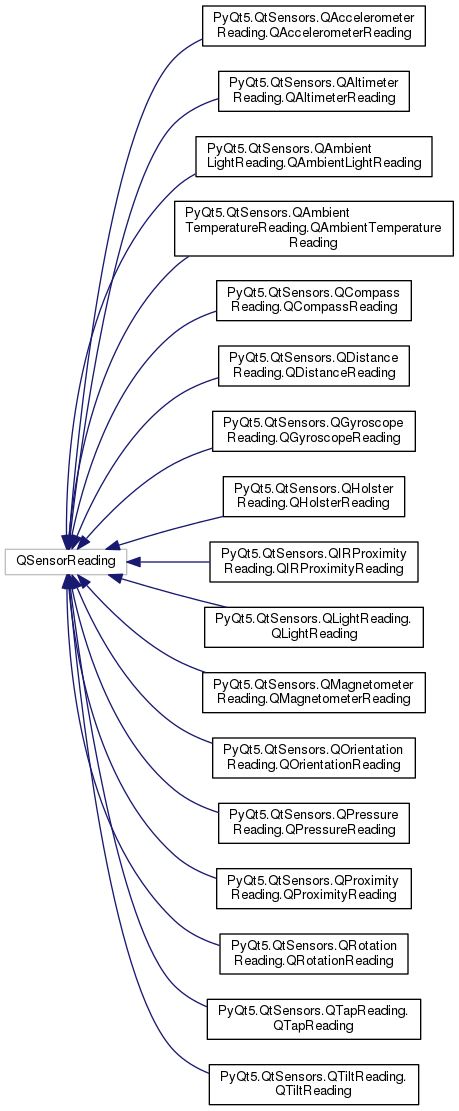 PyQt5.QtSensors.QAccelerometer
Reading.QAccelerometerReading
PyQt5.QtSensors.QAltimeter
Reading.QAltimeterReading
PyQt5.QtSensors.QAmbient
LightReading.QAmbientLightReading
PyQt5.QtSensors.QAmbient
TemperatureReading.QAmbientTemperature
Reading
PyQt5.QtSensors.QCompass
Reading.QCompassReading
PyQt5.QtSensors.QDistance
Reading.QDistanceReading
PyQt5.QtSensors.QGyroscope
Reading.QGyroscopeReading
PyQt5.QtSensors.QHolster
Reading.QHolsterReading
QSensorReading
PyQt5.QtSensors.QIRProximity
Reading.QIRProximityReading
PyQt5.QtSensors.QLightReading.
QLightReading
PyQt5.QtSensors.QMagnetometer
Reading.QMagnetometerReading
PyQt5.QtSensors.QOrientation
Reading.QOrientationReading
PyQt5.QtSensors.QPressure
Reading.QPressureReading
PyQt5.QtSensors.QProximity
Reading.QProximityReading
PyQt5.QtSensors.QRotation
Reading.QRotationReading
PyQt5.QtSensors.QTapReading.
QTapReading
PyQt5.QtSensors.QTiltReading.
QTiltReading